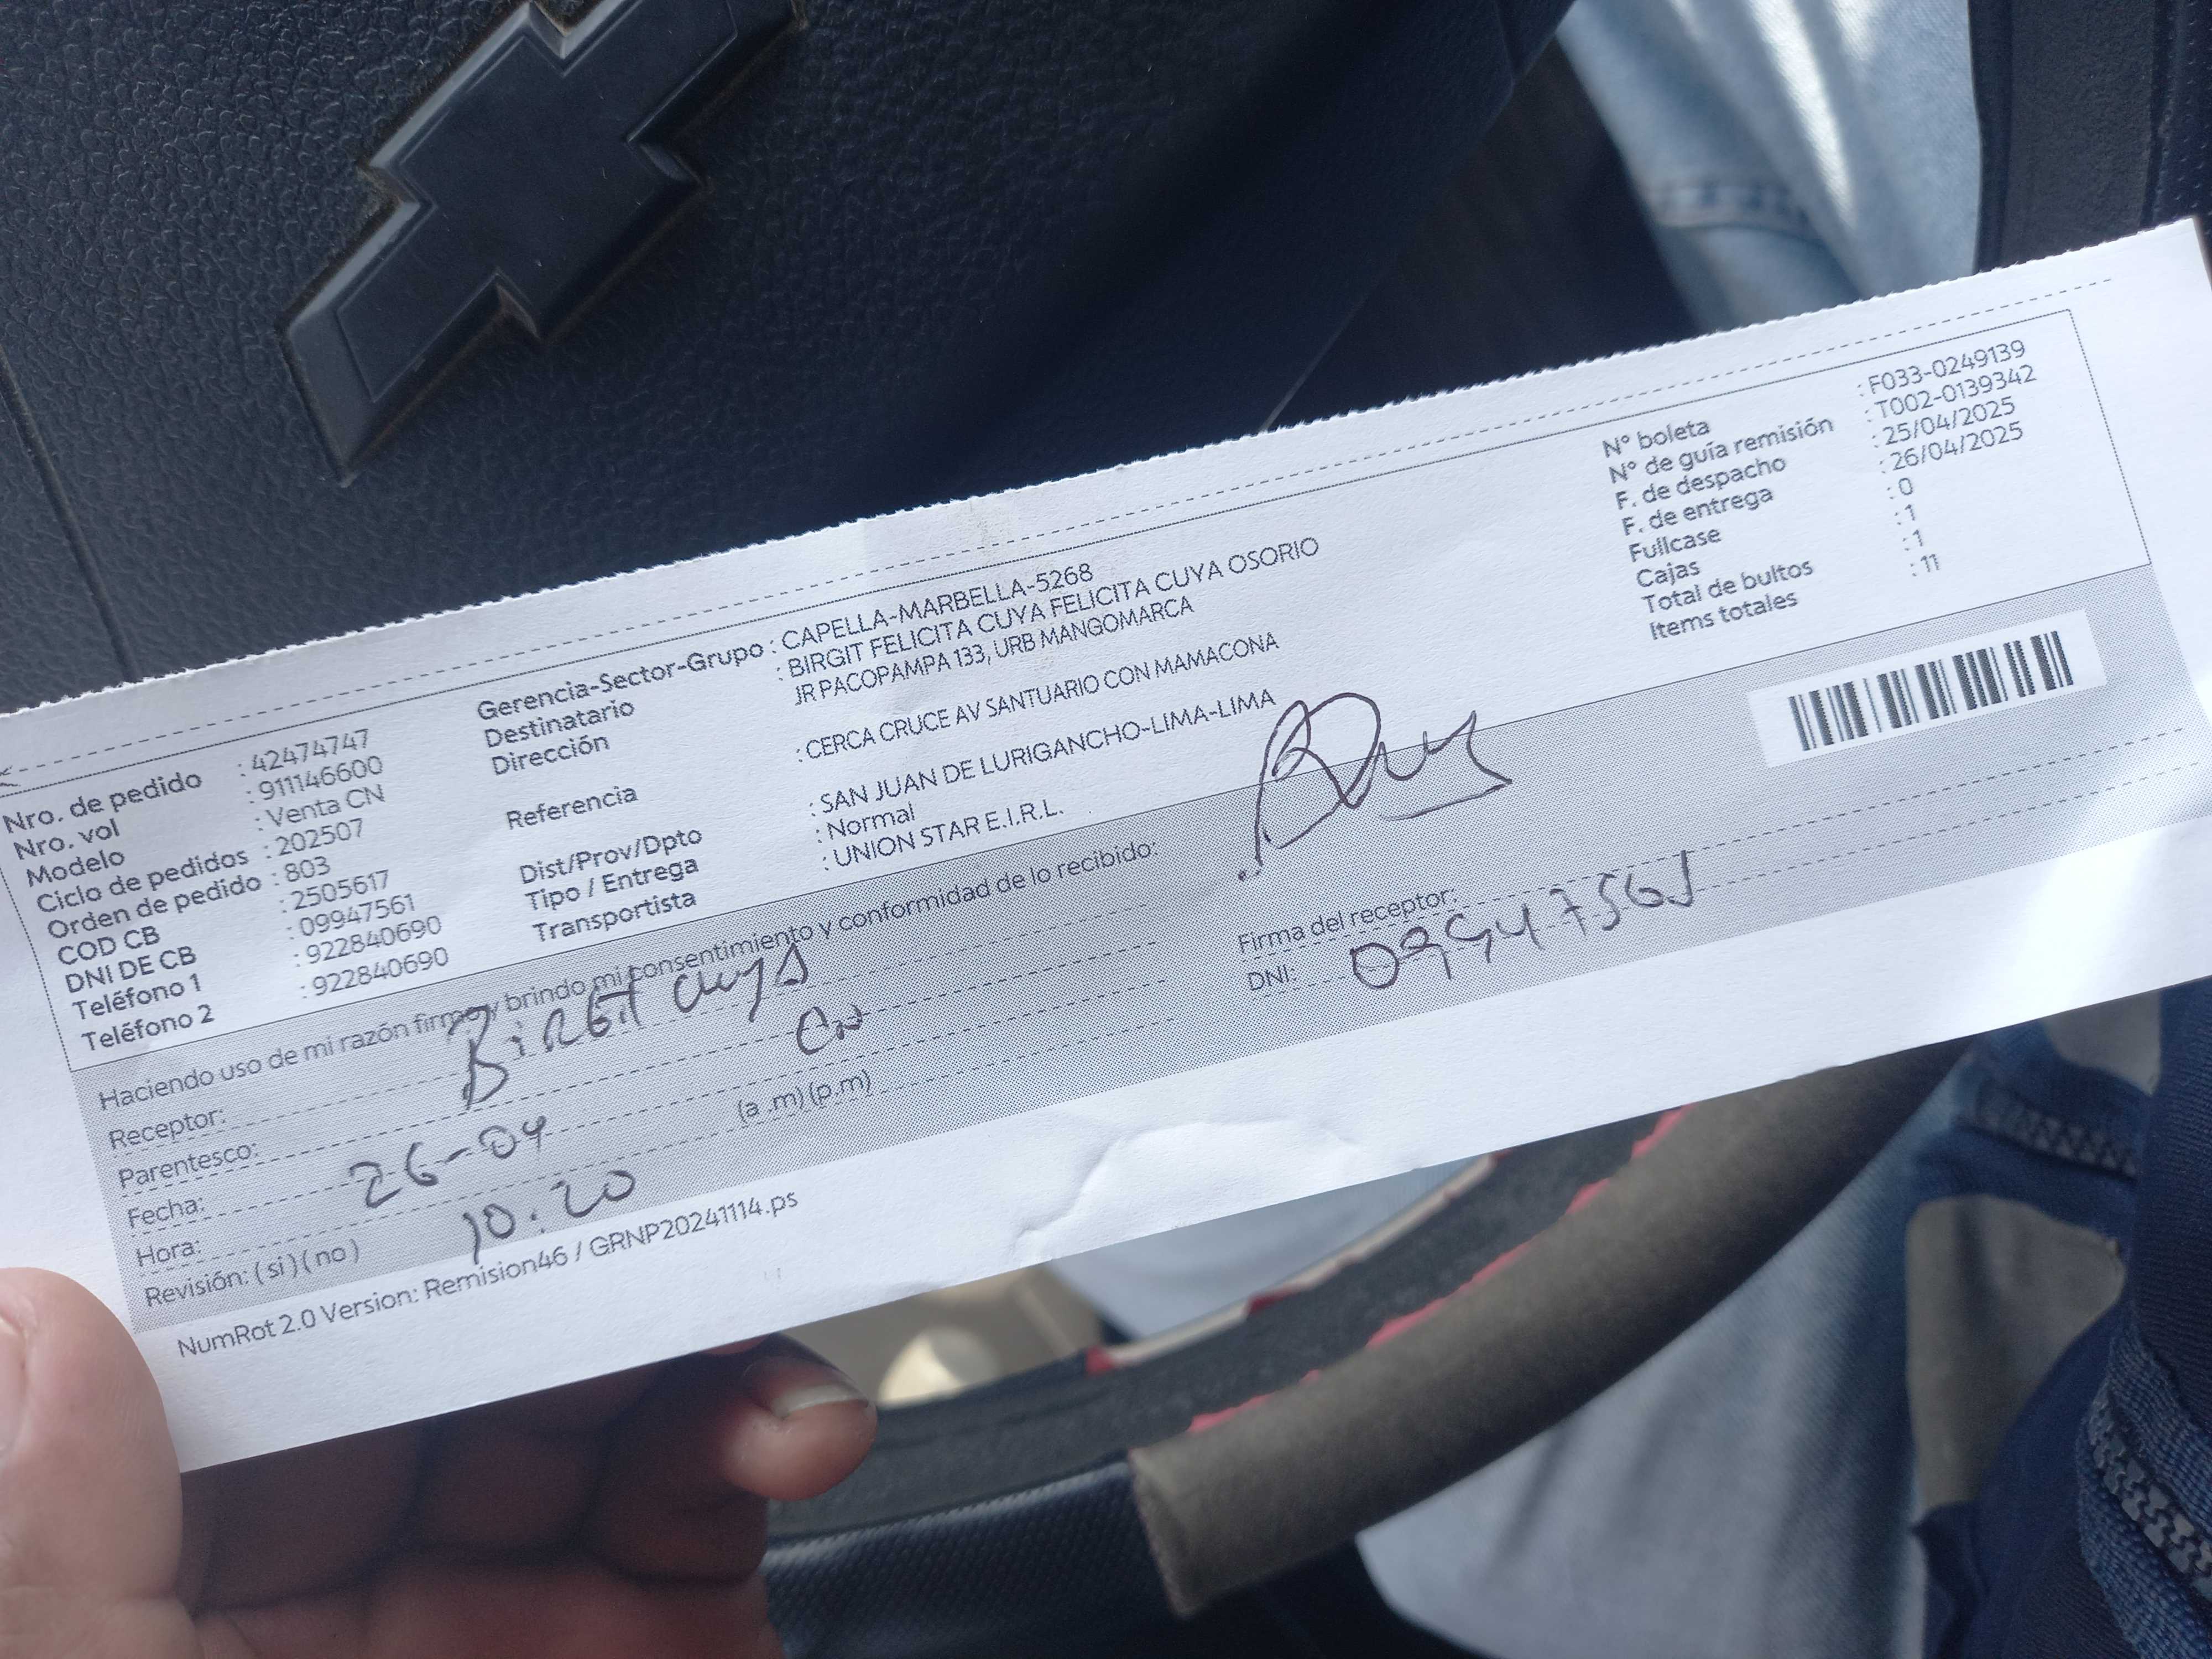 Nro. de pedido : 42474747
Nro. vol : 911146600
Modelo : Venta CN
Ciclo de pedidos : 202507
Orden de pedido : 803
COD CB : 2505617
DNI DE CB : 09947561
Teléfono 1 : 922840690
Teléfono 2 : 922840690
Gerencia-Sector-Grupo : CAPELLA-MARBELLA-5268
Destinatario : BIRGIT FELICITA CUYA FELICITA CUYA OSORIO
Dirección JR PACOPAMPA 133, URB MANGOMARCA
Referencia : CERCA CRUCE AV SANTUARIO CON MAMACONA
Dist/Prov/Dpto : SAN JUAN DE LURIGANCHO-LIMA-LIMA
Tipo / Entrega : Normal
Transportista : UNION STAR E.I.R.L.
N° boleta : F033-0249139
N° de guía remisión : T002-0139342
F. de despacho : 25/04/2025
F. de entrega : 26/04/2025
Fullcase : 0
Cajas : 1
Total de bultos : 1
Items totales : 11
Haciendo uso de mi razón firmo y brindo mi consentimiento y conformidad de lo recibido:
Receptor: Birgit Cuya
Parentesco: CN
Fecha: 26-04
Hora: 10:20 (a .m) (p.m)
Revisión: ( si ) ( no )
Firma del receptor:
DNI: 09947561
NumRot 2.0 Version: Remision46 / GRNP20241114.ps